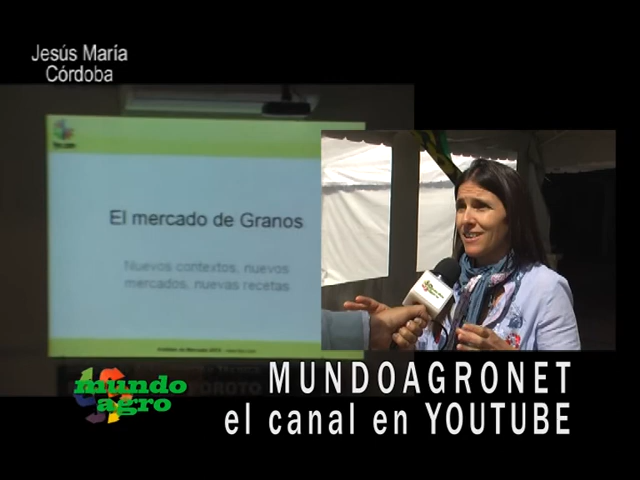 Jesús María
Córdoba
El mercado de Granos
Nuevos contextos, nuevos
mercados, nuevas recetas
mundo
agro
POROTO
MUNDOAGRONET
el canal en YOUTUBE